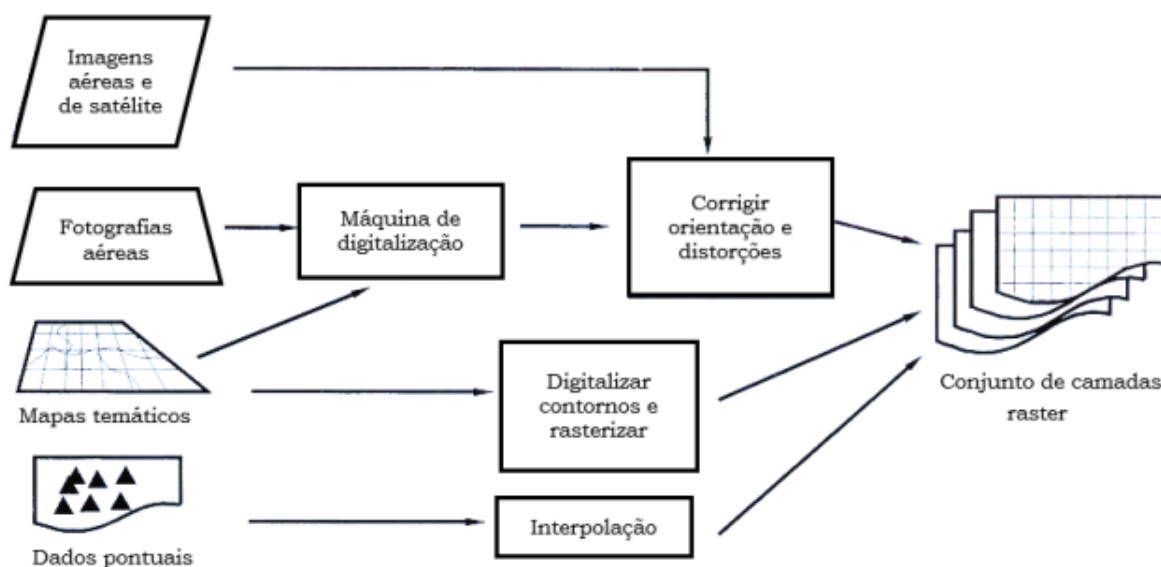 Imagens
aéreas e
de satélite
Fotografias
aéreas
Máquina de
digitalização
Corrigir
orientação e
distorções
Mapas temáticos
Digitalizar
contornos e
rasterizar
Conjunto de camadas
raster
Dados pontuais
Interpolação